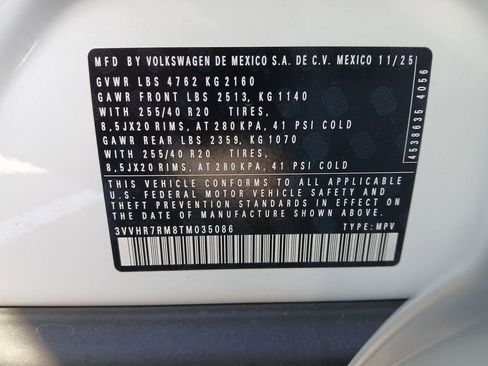 MFD BY VOLKSWAGEN DE MEXICO S.A. DE C.V. MEXICO 11/25
GVWR LBS 4762 KG 2160
GAWR FRONT LBS 2513, KG 1140
WITH 255/40 R20 TIRES,
8,5JX20 RIMS, AT 280 KPA, 41 PSI COLD
GAWR REAR LBS 2359, KG 1070
WITH 255/40 R20 TIRES,
8,5JX20 RIMS, AT 280 KPA, 41 PSI COLD
THIS VEHICLE CONFORMS TO ALL APPLICABLE
U.S. FEDERAL MOTOR VEHICLE SAFETY AND
THEFT PREVENTION STANDARDS IN EFFECT ON
THE DATE OF MANUFACTURE SHOWN ABOVE
3VVHR7RM8TM035086 TYPE: MPV
4538635 4056